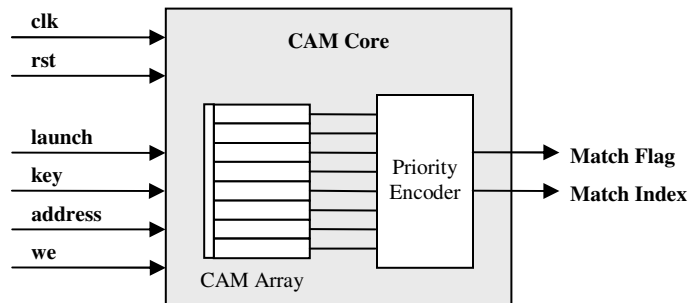 clk
rst
launch
key
address
we
CAM Core
CAM Array
Priority
Encoder
Match Flag
Match Index